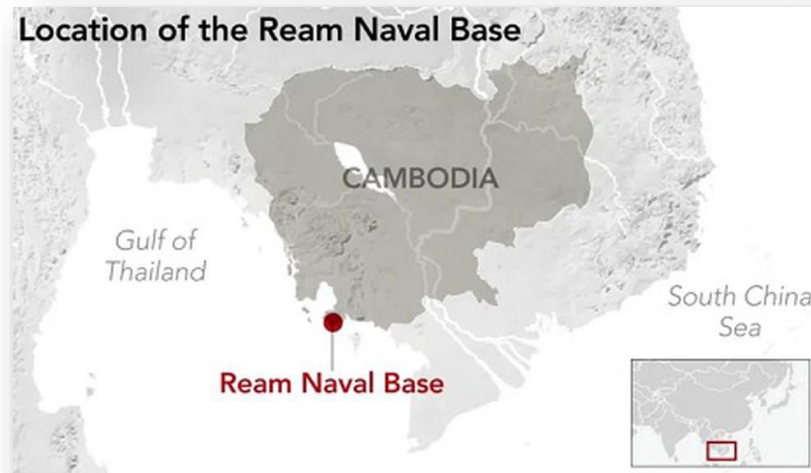 Location of the Ream Naval Base
CAMBODIA
Gulf of
Thailand
South China
Sea
Ream Naval Base